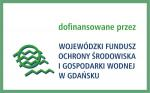 dofinansowane przez
WOJEWÓDZKI FUNDUSZ
OCHRONY ŚRODOWISKA
I GOSPODARKI WODNEJ
W GDAŃSKU